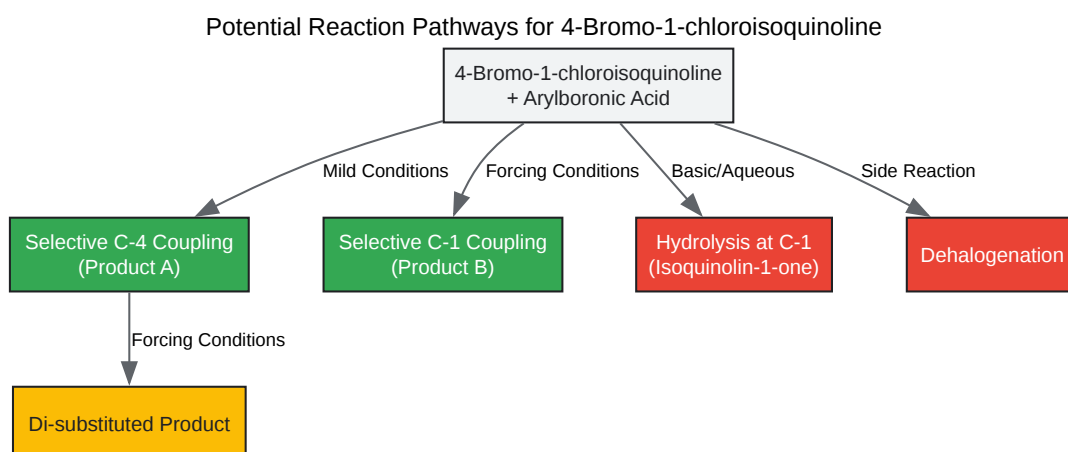 Potential Reaction Pathways for 4-Bromo-1-chloroisoquinoline
4-Bromo-1-chloroisoquinoline
+ Arylboronic Acid
Mild Conditions
Forcing Conditions
Basic/Aqueous
Side Reaction
Selective C-4 Coupling
(Product A)
Selective C-1 Coupling
(Product B)
Hydrolysis at C-1
(Isoquinolin-1-one)
Dehalogenation
Forcing Conditions
Di-substituted Product